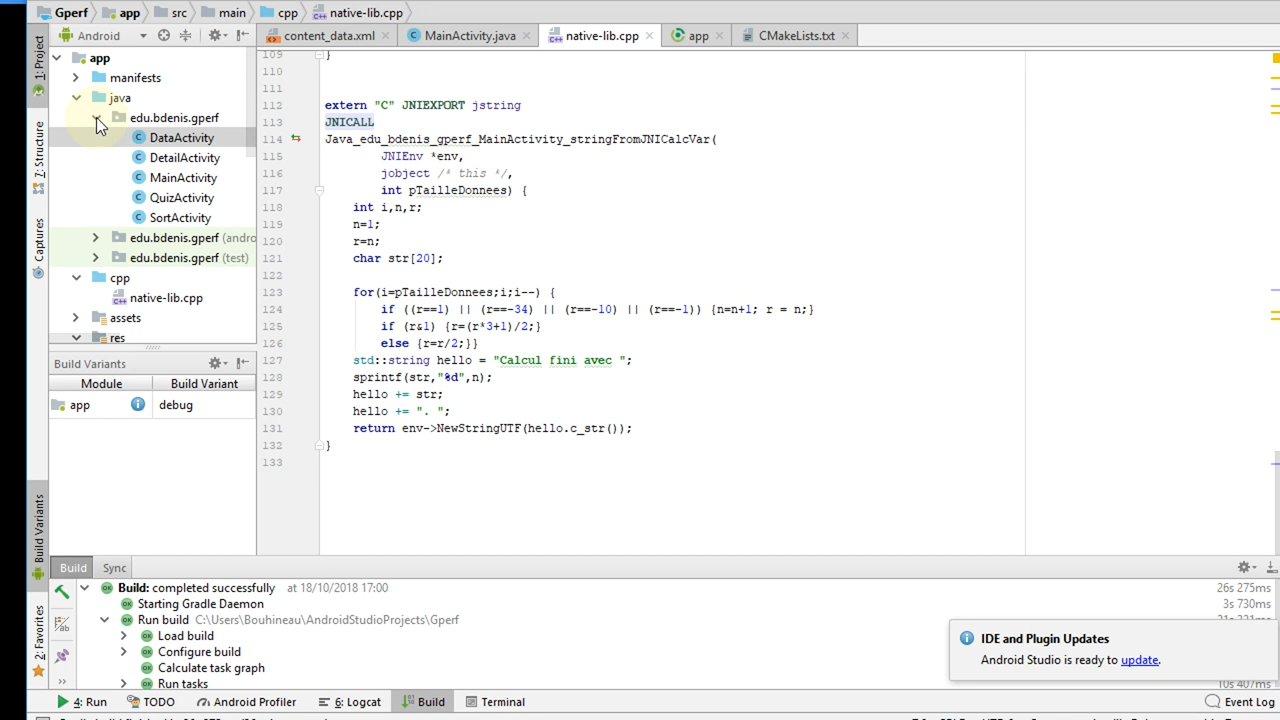 Gperf app src main cpp native-lib.cpp
Android content_data.xml MainActivity.java native-lib.cpp app CMakeLists.txt
1: Project
7: Structure
Captures
Build Variants
2: Favorites
app
manifests
java
edu.bdenis.gperf
DataActivity
DetailActivity
MainActivity
QuizActivity
SortActivity
edu.bdenis.gperf (andro
edu.bdenis.gperf (test)
cpp
native-lib.cpp
assets
res
Build Variants
Module Build Variant
app debug
109 }
110
111
112 extern "C" JNIEXPORT jstring
113 JNICALL
114 Java_edu_bdenis_gperf_MainActivity_stringFromJNICalcVar(
115 JNIEnv *env,
116 jobject /* this */,
117 int pTailleDonnees) {
118 int i,n,r;
119 n=1;
120 r=n;
121 char str[20];
122
123 for(i=pTailleDonnees;i;i--) {
124 if ((r==1) || (r==-34) || (r==-10) || (r==-1)) {n=n+1; r = n;}
125 if (r&1) {r=(r*3+1)/2;}
126 else {r=r/2;}}
127 std::string hello = "Calcul fini avec ";
128 sprintf(str,"%d",n);
129 hello += str;
130 hello += ". ";
131 return env->NewStringUTF(hello.c_str());
132 }
133
Build Sync
Build: completed successfully at 18/10/2018 17:00 26s 275ms
Starting Gradle Daemon 3s 730ms
Run build C:\Users\Bouhineau\AndroidStudioProjects\Gperf
Load build
Configure build
Calculate task graph
Run tasks
IDE and Plugin Updates
Android Studio is ready to update.
4: Run TODO Android Profiler 6: Logcat Build Terminal Event Log